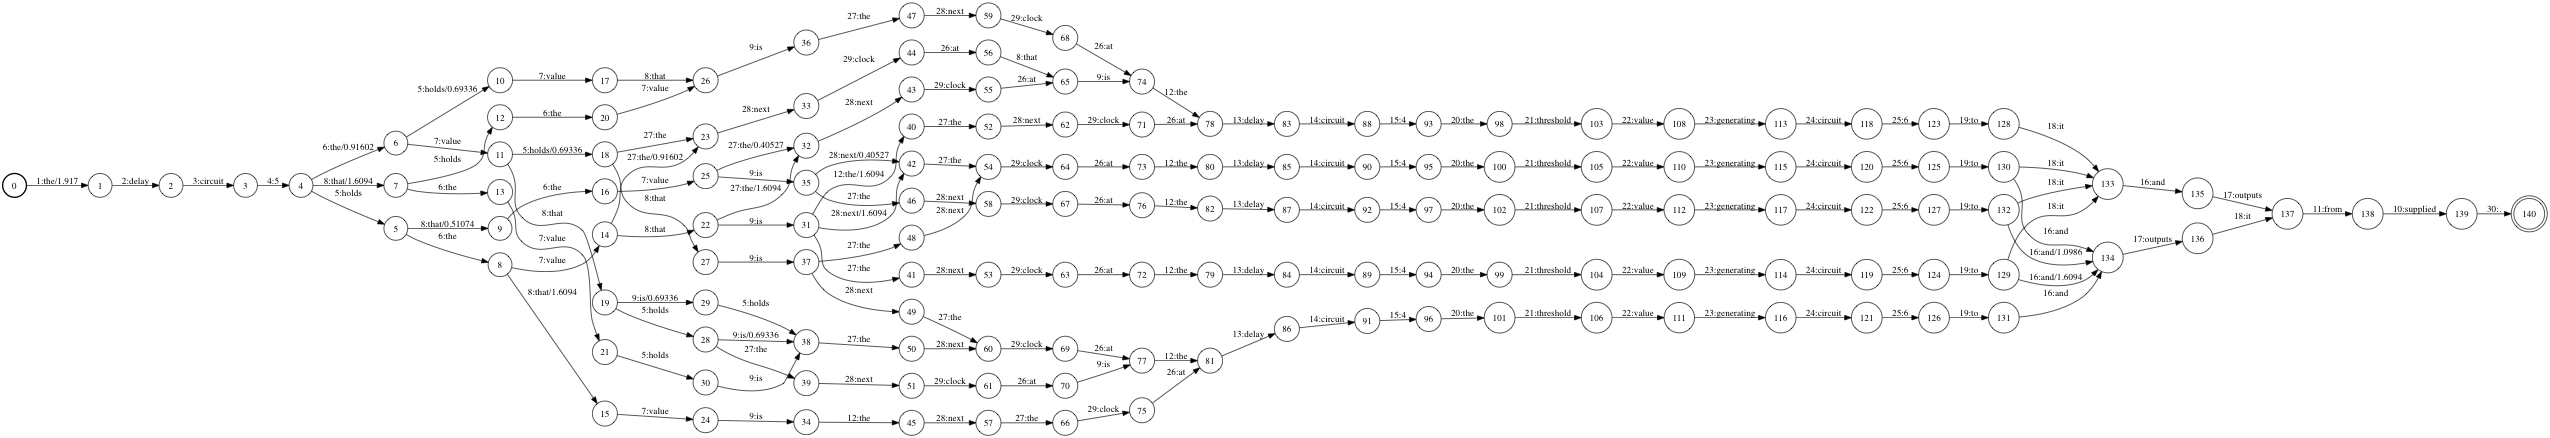 0 1:the/1.917 1 2:delay 2 3:circuit 3 4:5 4
6:the/0.91602 6
8:that/1.6094 7
5:holds 5
5:holds/0.69336 10 7:value 17 8:that 26
7:value 11
5:holds 12 6:the 20 7:value
6:the 13
8:that/0.51074 9 6:the 16
6:the 8
7:value 14
8:that/1.6094 15
9:is 36 27:the 47 28:next 59 29:clock 68 26:at 74
5:holds/0.69336 18 27:the 23 28:next 33 29:clock 44 26:at 56 8:that 65 9:is
27:the/0.91602
8:that
7:value 25 27:the/0.40527 32 28:next 43 29:clock 55 26:at
9:is 35 28:next/0.40527 42 27:the 54 29:clock 64 26:at 73 12:the 80 13:delay 85 14:circuit 90 15:4 95 20:the 100 21:threshold 105 22:value 110 23:generating 115 24:circuit 120 25:6 125 19:to 130 18:it
27:the 46 28:next 58 29:clock 67 26:at 76 12:the 82 13:delay 87 14:circuit 92 15:4 97 20:the 102 21:threshold 107 22:value 112 23:generating 117 24:circuit 122 25:6 127 19:to 132 18:it
12:the/1.6094 40 27:the 52 28:next 62 29:clock 71 26:at 78 13:delay 83 14:circuit 88 15:4 93 20:the 98 21:threshold 103 22:value 108 23:generating 113 24:circuit 118 25:6 123 19:to 128 18:it 133
12:the
8:that 22 27:the/1.6094
9:is 31 28:next/1.6094
27:the 41 28:next 53 29:clock 63 26:at 72 12:the 79 13:delay 84 14:circuit 89 15:4 94 20:the 99 21:threshold 104 22:value 109 23:generating 114 24:circuit 119 25:6 124 19:to 129 18:it
27 9:is 37 27:the 48 28:next
28:next 49 27:the
8:that 19 9:is/0.69336 29 5:holds 38 27:the 50 28:next 60 29:clock 69 26:at 77 12:the 81
5:holds 28 9:is/0.69336
27:the 39 28:next 51 29:clock 61 26:at 70 9:is
7:value 21 5:holds 30 9:is
7:value 24 9:is 34 12:the 45 28:next 57 27:the 66 29:clock 75 26:at
13:delay 86 14:circuit 91 15:4 96 20:the 101 21:threshold 106 22:value 111 23:generating 116 24:circuit 121 25:6 126 19:to 131 16:and
16:and
16:and/1.0986 134
16:and/1.6094
16:and 135 17:outputs 137 11:from 138 10:supplied 139 30:. 140
17:outputs 136 18:it